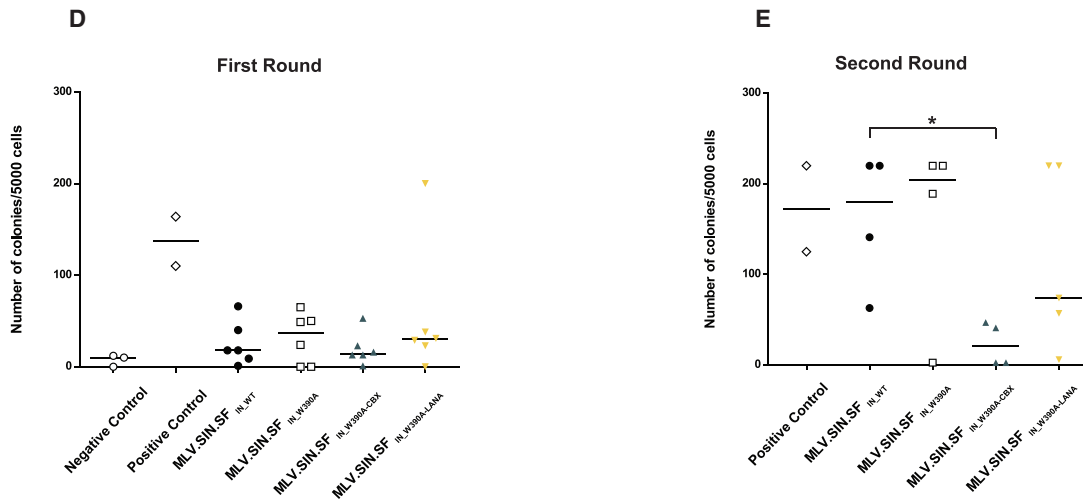 D
First Round
Number of colonies/5000 cells
300
200
100
0
Negative Control
Positive Control
MLV.SIN.SF IN_WT
MLV.SIN.SF IN_W390A
MLV.SIN.SF IN_W390A-CBX
MLV.SIN.SF IN_W390A-LANA
E
Second Round
Number of colonies/5000 cells
300
200
100
0
*
Positive Control
MLV.SIN.SF IN_WT
MLV.SIN.SF IN_W390A
MLV.SIN.SF IN_W390A-CBX
MLV.SIN.SF IN_W390A-LANA